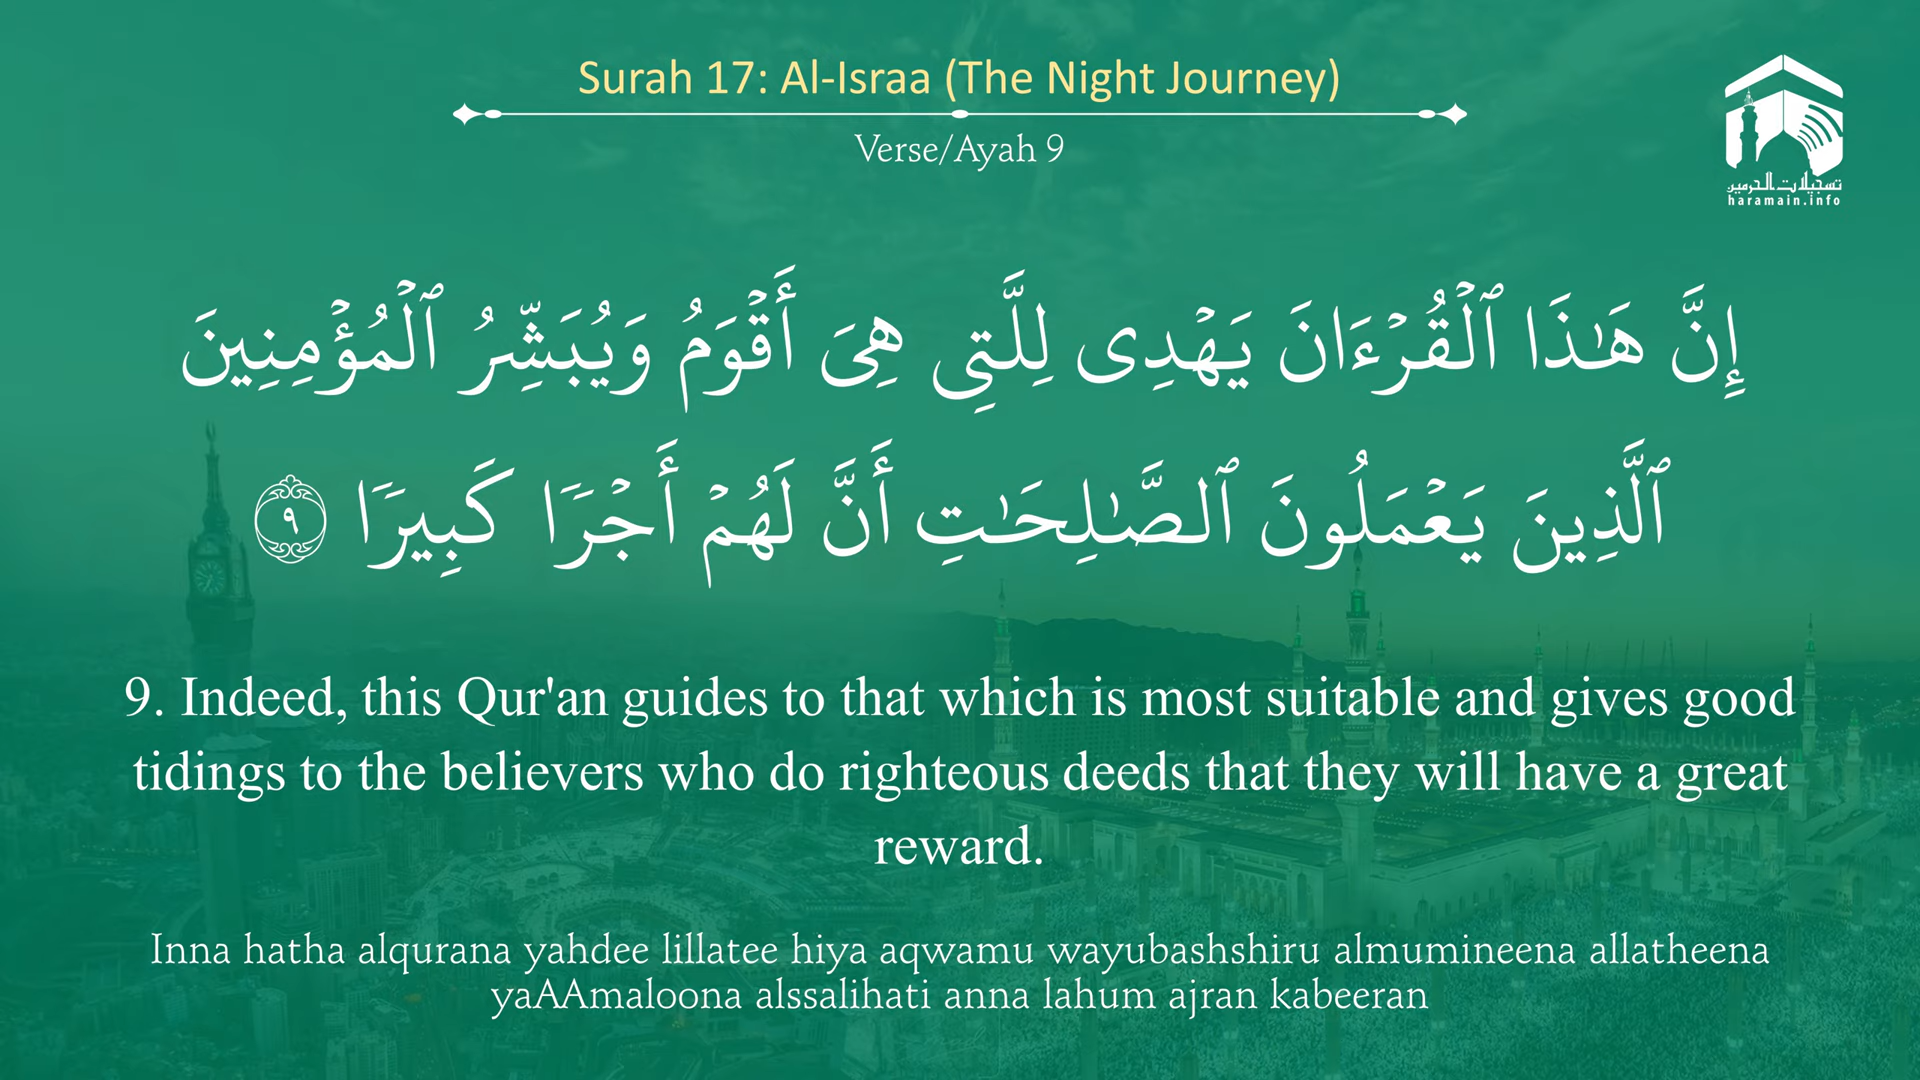 Surah 17: Al-Israa (The Night Journey)
Verse/Ayah 9
تسجيلات الحرمين
haramain.info
إِنَّ هَـٰذَا ٱلْقُرْءَانَ يَهْدِى لِلَّتِى هِىَ أَقْوَمُ وَيُبَشِّرُ ٱلْمُؤْمِنِينَ
ٱلَّذِينَ يَعْمَلُونَ ٱلصَّـٰلِحَـٰتِ أَنَّ لَهُمْ أَجْرًا كَبِيرًا ٩
9. Indeed, this Qur'an guides to that which is most suitable and gives good
tidings to the believers who do righteous deeds that they will have a great
reward.
Inna hatha alqurana yahdee lillatee hiya aqwamu wayubashshiru almumineena allatheena
yaAAmaloona alssalihati anna lahum ajran kabeeran